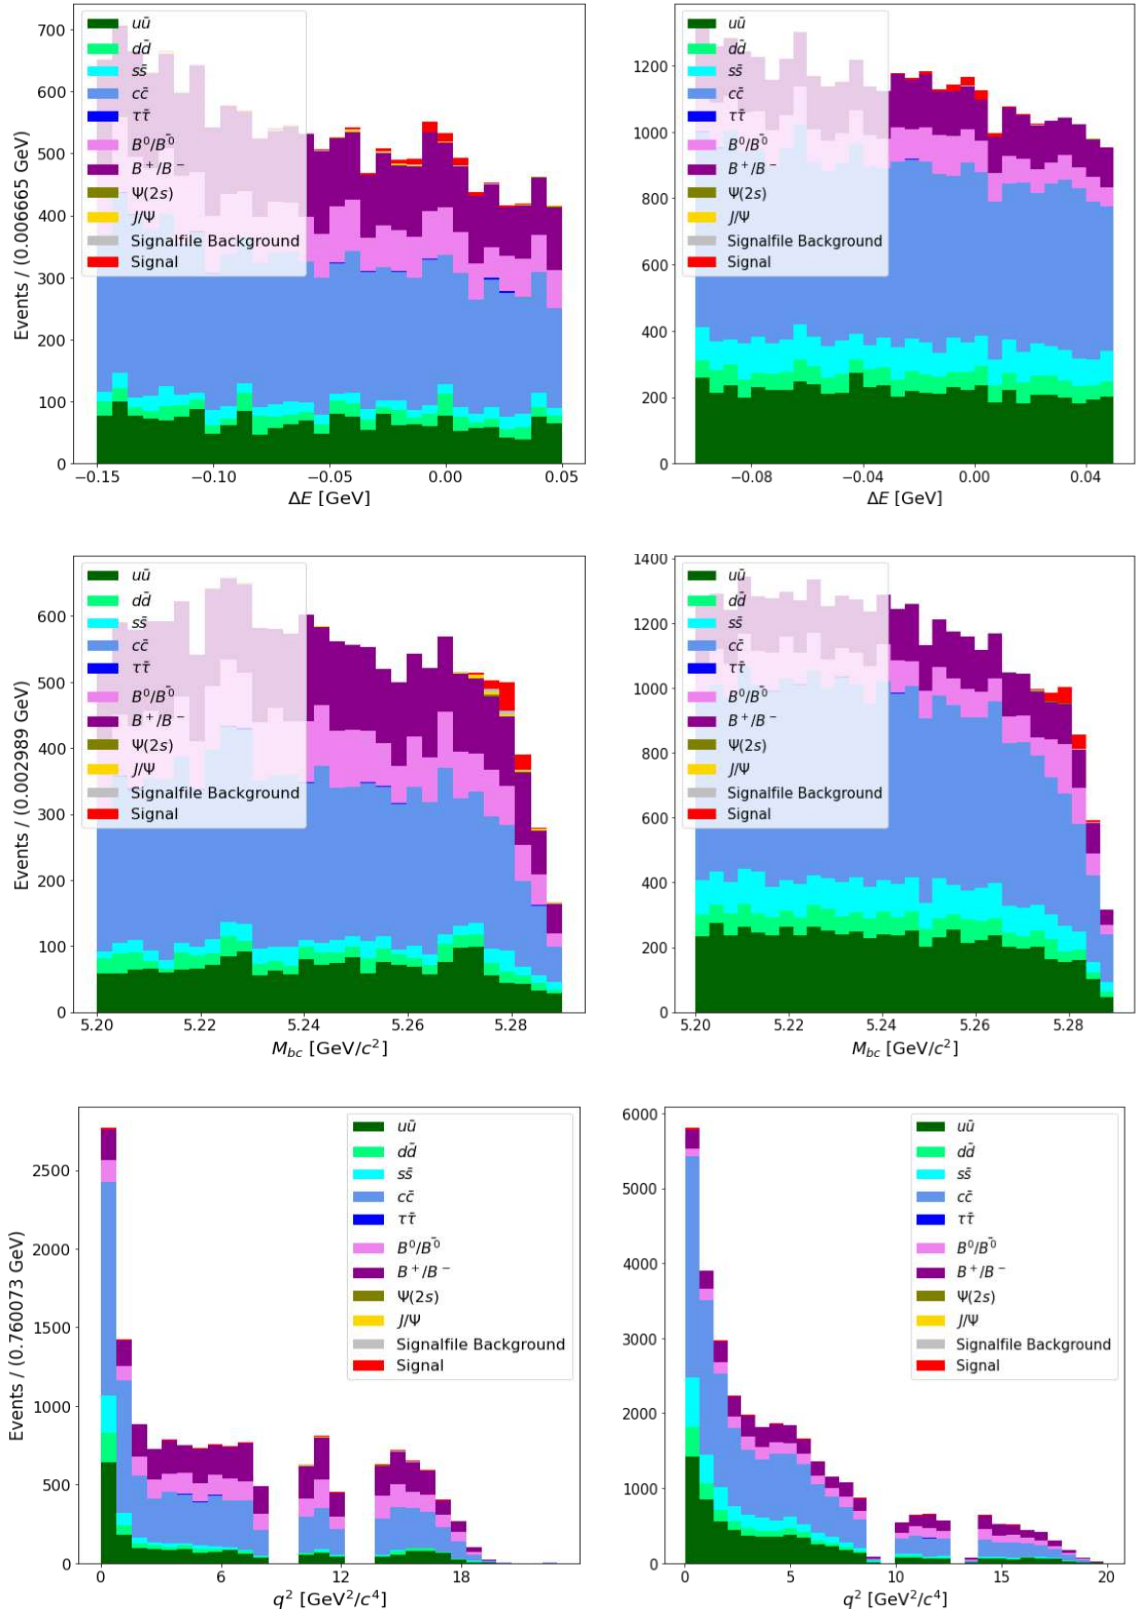 Events / (0.006665 GeV)
700
600
500
400
300
200
100
0
uū
dd̄
ss̄
cc̄
ττ̄
B⁰/B̄⁰
B⁺/B⁻
Ψ(2s)
J/Ψ
Signalfile Background
Signal
−0.15 −0.10 −0.05 0.00 0.05
ΔE [GeV]
1200
1000
800
600
400
200
0
uū
dd̄
ss̄
cc̄
ττ̄
B⁰/B̄⁰
B⁺/B⁻
Ψ(2s)
J/Ψ
Signalfile Background
Signal
−0.08 −0.04 0.00 0.04
ΔE [GeV]
Events / (0.002989 GeV)
600
500
400
300
200
100
0
uū
dd̄
ss̄
cc̄
ττ̄
B⁰/B̄⁰
B⁺/B⁻
Ψ(2s)
J/Ψ
Signalfile Background
Signal
5.20 5.22 5.24 5.26 5.28
M_bc [GeV/c²]
1400
1200
1000
800
600
400
200
0
uū
dd̄
ss̄
cc̄
ττ̄
B⁰/B̄⁰
B⁺/B⁻
Ψ(2s)
J/Ψ
Signalfile Background
Signal
5.20 5.22 5.24 5.26 5.28
M_bc [GeV/c²]
Events / (0.760073 GeV)
2500
2000
1500
1000
500
0
uū
dd̄
ss̄
cc̄
ττ̄
B⁰/B̄⁰
B⁺/B⁻
Ψ(2s)
J/Ψ
Signalfile Background
Signal
0 6 12 18
q² [GeV²/c⁴]
6000
5000
4000
3000
2000
1000
0
uū
dd̄
ss̄
cc̄
ττ̄
B⁰/B̄⁰
B⁺/B⁻
Ψ(2s)
J/Ψ
Signalfile Background
Signal
0 5 10 15 20
q² [GeV²/c⁴]